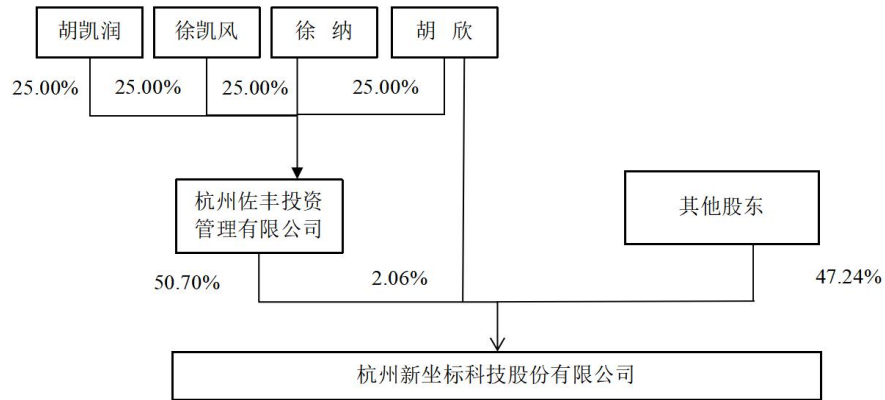 胡凯润 徐凯风 徐 纳 胡 欣
25.00% 25.00% 25.00% 25.00%
杭州佐丰投资
管理有限公司
其他股东
50.70% 2.06% 47.24%
杭州新坐标科技股份有限公司